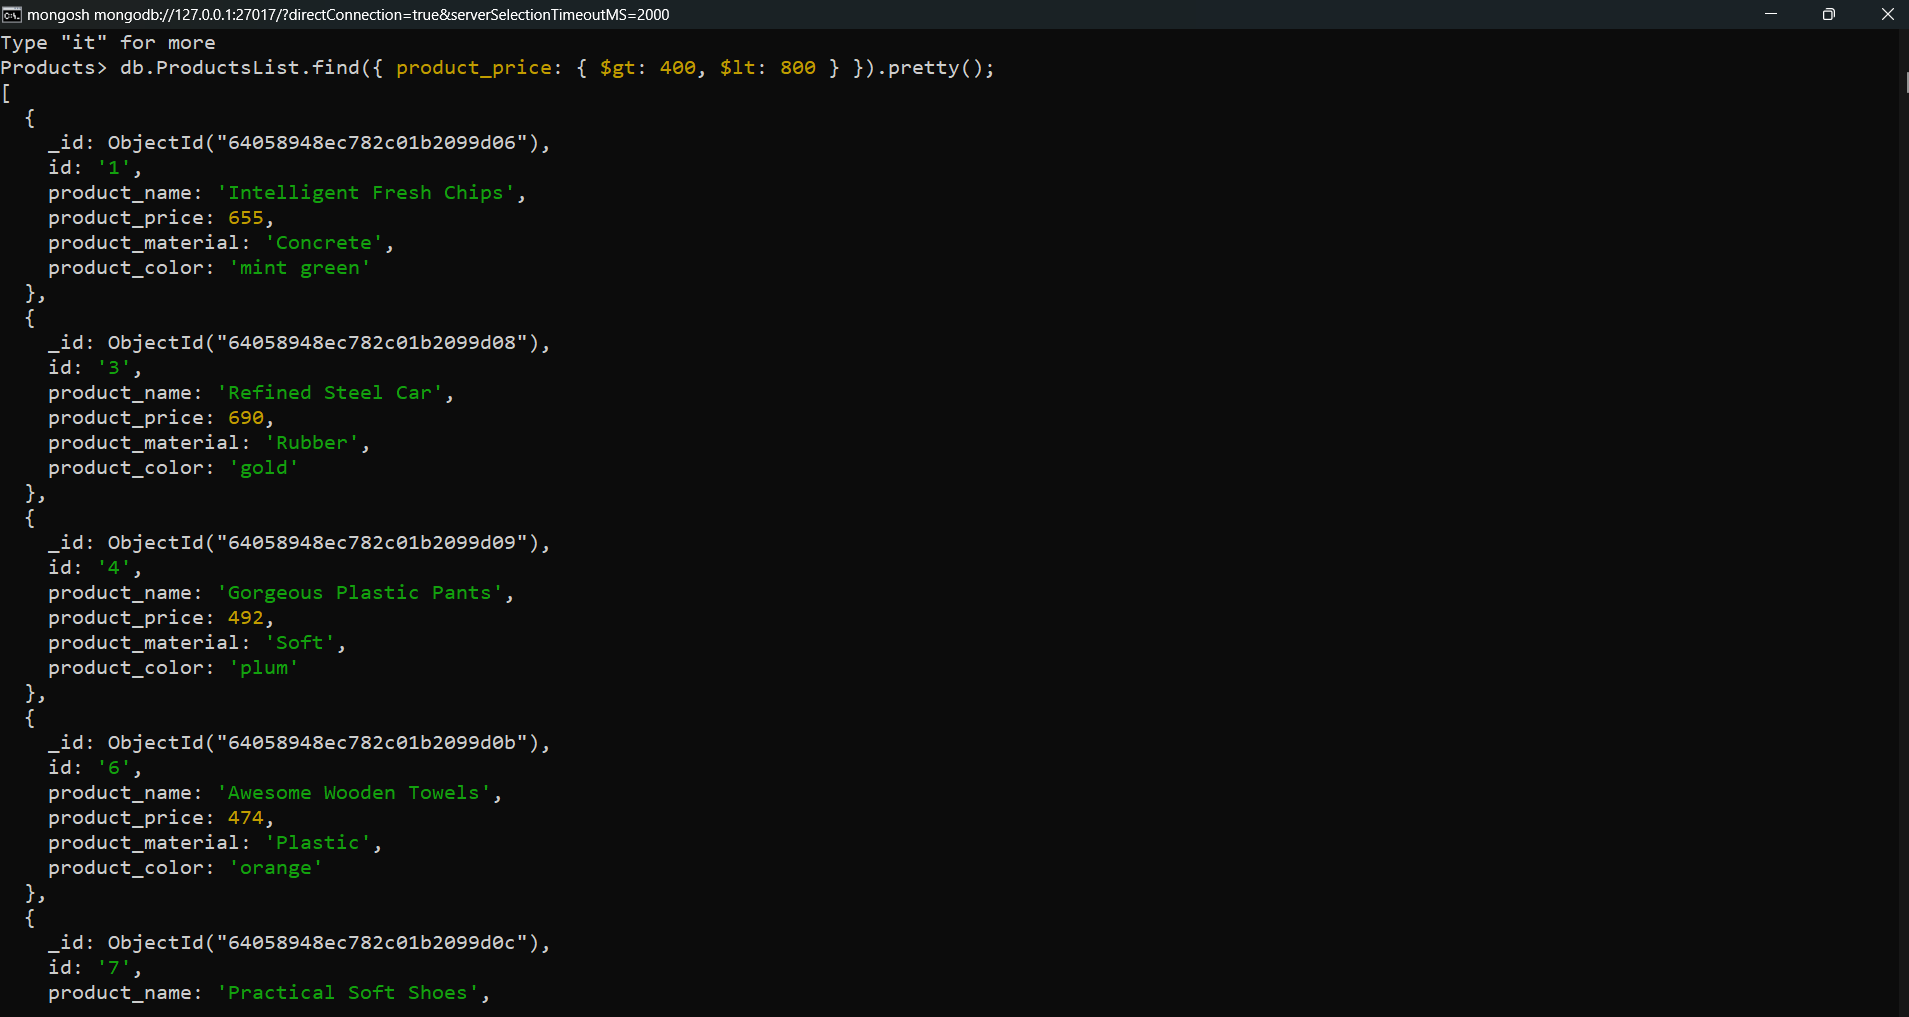 mongosh mongodb://127.0.0.1:27017/?directConnection=true&serverSelectionTimeoutMS=2000
Type "it" for more
Products> db.ProductsList.find({ product_price: { $gt: 400, $lt: 800 } }).pretty();
[
  {
    _id: ObjectId("64058948ec782c01b2099d06"),
    id: '1',
    product_name: 'Intelligent Fresh Chips',
    product_price: 655,
    product_material: 'Concrete',
    product_color: 'mint green'
  },
  {
    _id: ObjectId("64058948ec782c01b2099d08"),
    id: '3',
    product_name: 'Refined Steel Car',
    product_price: 690,
    product_material: 'Rubber',
    product_color: 'gold'
  },
  {
    _id: ObjectId("64058948ec782c01b2099d09"),
    id: '4',
    product_name: 'Gorgeous Plastic Pants',
    product_price: 492,
    product_material: 'Soft',
    product_color: 'plum'
  },
  {
    _id: ObjectId("64058948ec782c01b2099d0b"),
    id: '6',
    product_name: 'Awesome Wooden Towels',
    product_price: 474,
    product_material: 'Plastic',
    product_color: 'orange'
  },
  {
    _id: ObjectId("64058948ec782c01b2099d0c"),
    id: '7',
    product_name: 'Practical Soft Shoes',